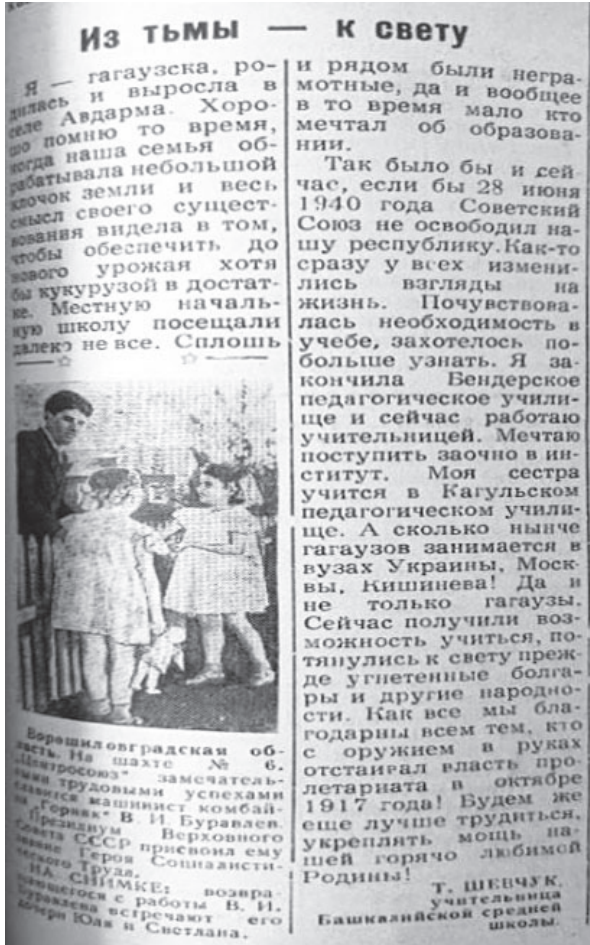 Из тьмы — к свету
Я — гагаузска, ро-
дилась и выросла в
селе Авдарма. Хоро-
шо помню то время,
когда наша семья об-
рабатывала небольшой
клочок земли и весь
смысл своего сущест-
вования видела в том,
чтобы обеспечить до
нового урожая хотя
бы кукурузой в достат-
ке. Местную началь-
ную школу посещали
далеко не все. Сплошь
и рядом были негра-
мотные, да и вообще
в то время мало кто
мечтал об образова-
нии.
Так было бы и сей
час, если бы 28 июня
1940 года Советский
Союз не освободил на-
шу республику. Как-то
сразу у всех измени-
лись взгляды на
жизнь. Почувствова-
лась необходимость в
учебе, захотелось по-
больше узнать. Я за-
кончила Бендерское
педагогическое учили-
ще и сейчас работаю
учительницей. Мечтаю
поступить заочно в ин-
ститут. Моя сестра
учится в Кагульском
педагогическом учили-
ще. А сколько нынче
гагаузов занимается в
вузах Украины, Моск-
вы, Кишинева! Да и
не только гагаузы.
Сейчас получили воз-
можность учиться, по-
тянулись к свету преж-
де угнетенные болга-
ры и другие народно-
сти. Как все мы бла-
годарны всем тем, кто
с оружием в руках
отстаивал власть про-
летариата в октябре
1917 года! Будем же
еще лучше трудиться,
укреплять мощь на-
шей горячо любимой
Родины!
Т. ШЕВЧУК,
учительница
Башкалийской средней
школы.
Ворошиловградская об-
ласть. На шахте № 6.
"Центросоюз" замечатель-
ными трудовыми успехами
славится машинист комбай-
на "Горняк" В. И. Буравлев.
Президиум Верховного
Совета СССР присвоил ему
звание Героя Социалисти-
ческого Труда.
НА СНИМКЕ: возвра-
щающегося с работы В. И.
Буравлева встречают его
дочери Юля и Светлана.